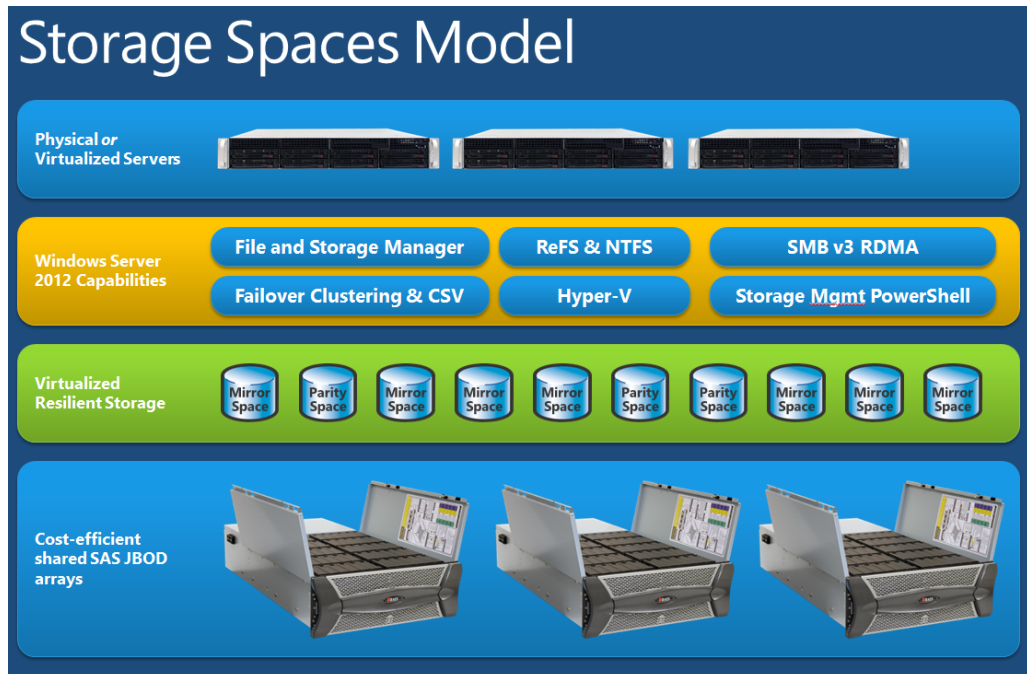 Storage Spaces Model
Physical or
Virtualized Servers
Windows Server
2012 Capabilities
File and Storage Manager
ReFS & NTFS
SMB v3 RDMA
Failover Clustering & CSV
Hyper-V
Storage Mgmt PowerShell
Virtualized
Resilient Storage
Mirror
Space
Parity
Space
Mirror
Space
Mirror
Space
Mirror
Space
Parity
Space
Parity
Space
Mirror
Space
Mirror
Space
Mirror
Space
Cost-efficient
shared SAS JBOD
arrays